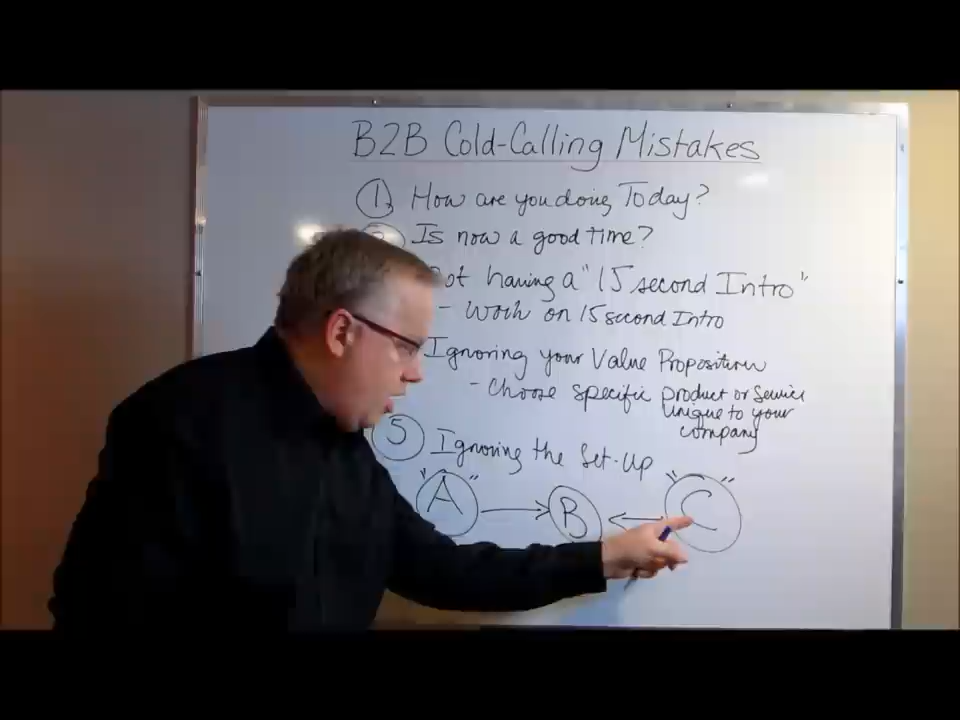 B2B Cold-Calling Mistakes
1 How are you doing Today?
Is now a good time?
having a "15 second Intro"
- Work on 15 second Intro
Ignoring your Value Proposition
- Choose specific product or Service
unique to your
company
5 Ignoring the Set-Up
"A" B "C"